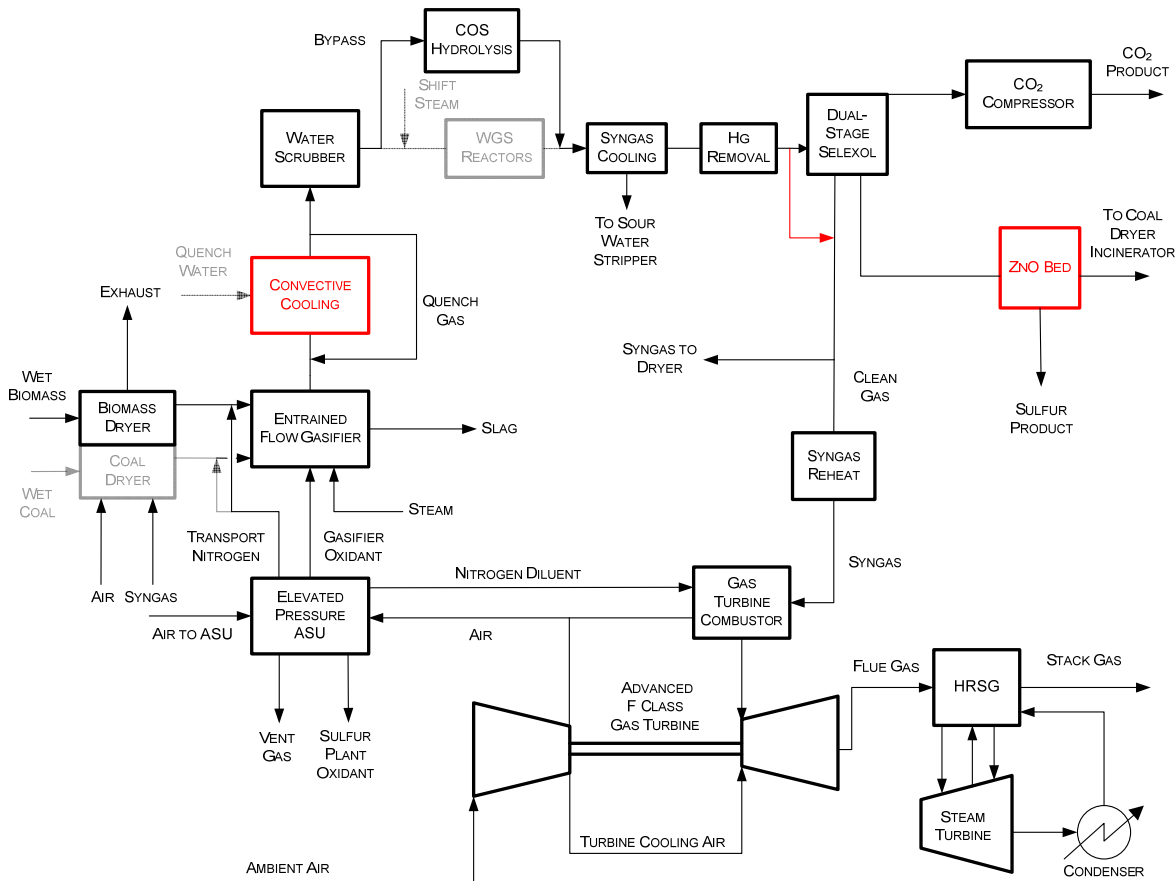 COS
HYDROLYSIS
BYPASS
SHIFT
STEAM
CO2
PRODUCT
CO2
COMPRESSOR
DUAL-
STAGE
SELEXOL
WATER
SCRUBBER
WGS
REACTORS
SYNGAS
COOLING
HG
REMOVAL
TO SOUR
WATER
STRIPPER
TO COAL
DRYER
INCINERATOR
ZNO BED
QUENCH
WATER
CONVECTIVE
COOLING
EXHAUST
QUENCH
GAS
SYNGAS TO
DRYER
CLEAN
GAS
SULFUR
PRODUCT
WET
BIOMASS
BIOMASS
DRYER
ENTRAINED
FLOW GASIFIER
SLAG
COAL
DRYER
WET
COAL
SYNGAS
REHEAT
STEAM
TRANSPORT
NITROGEN
GASIFIER
OXIDANT
SYNGAS
NITROGEN DILUENT
AIR
SYNGAS
ELEVATED
PRESSURE
ASU
GAS
TURBINE
COMBUSTOR
AIR TO ASU
AIR
FLUE GAS
HRSG
STACK GAS
ADVANCED
F CLASS
GAS TURBINE
VENT
GAS
SULFUR
PLANT
OXIDANT
STEAM
TURBINE
TURBINE COOLING AIR
CONDENSER
AMBIENT AIR